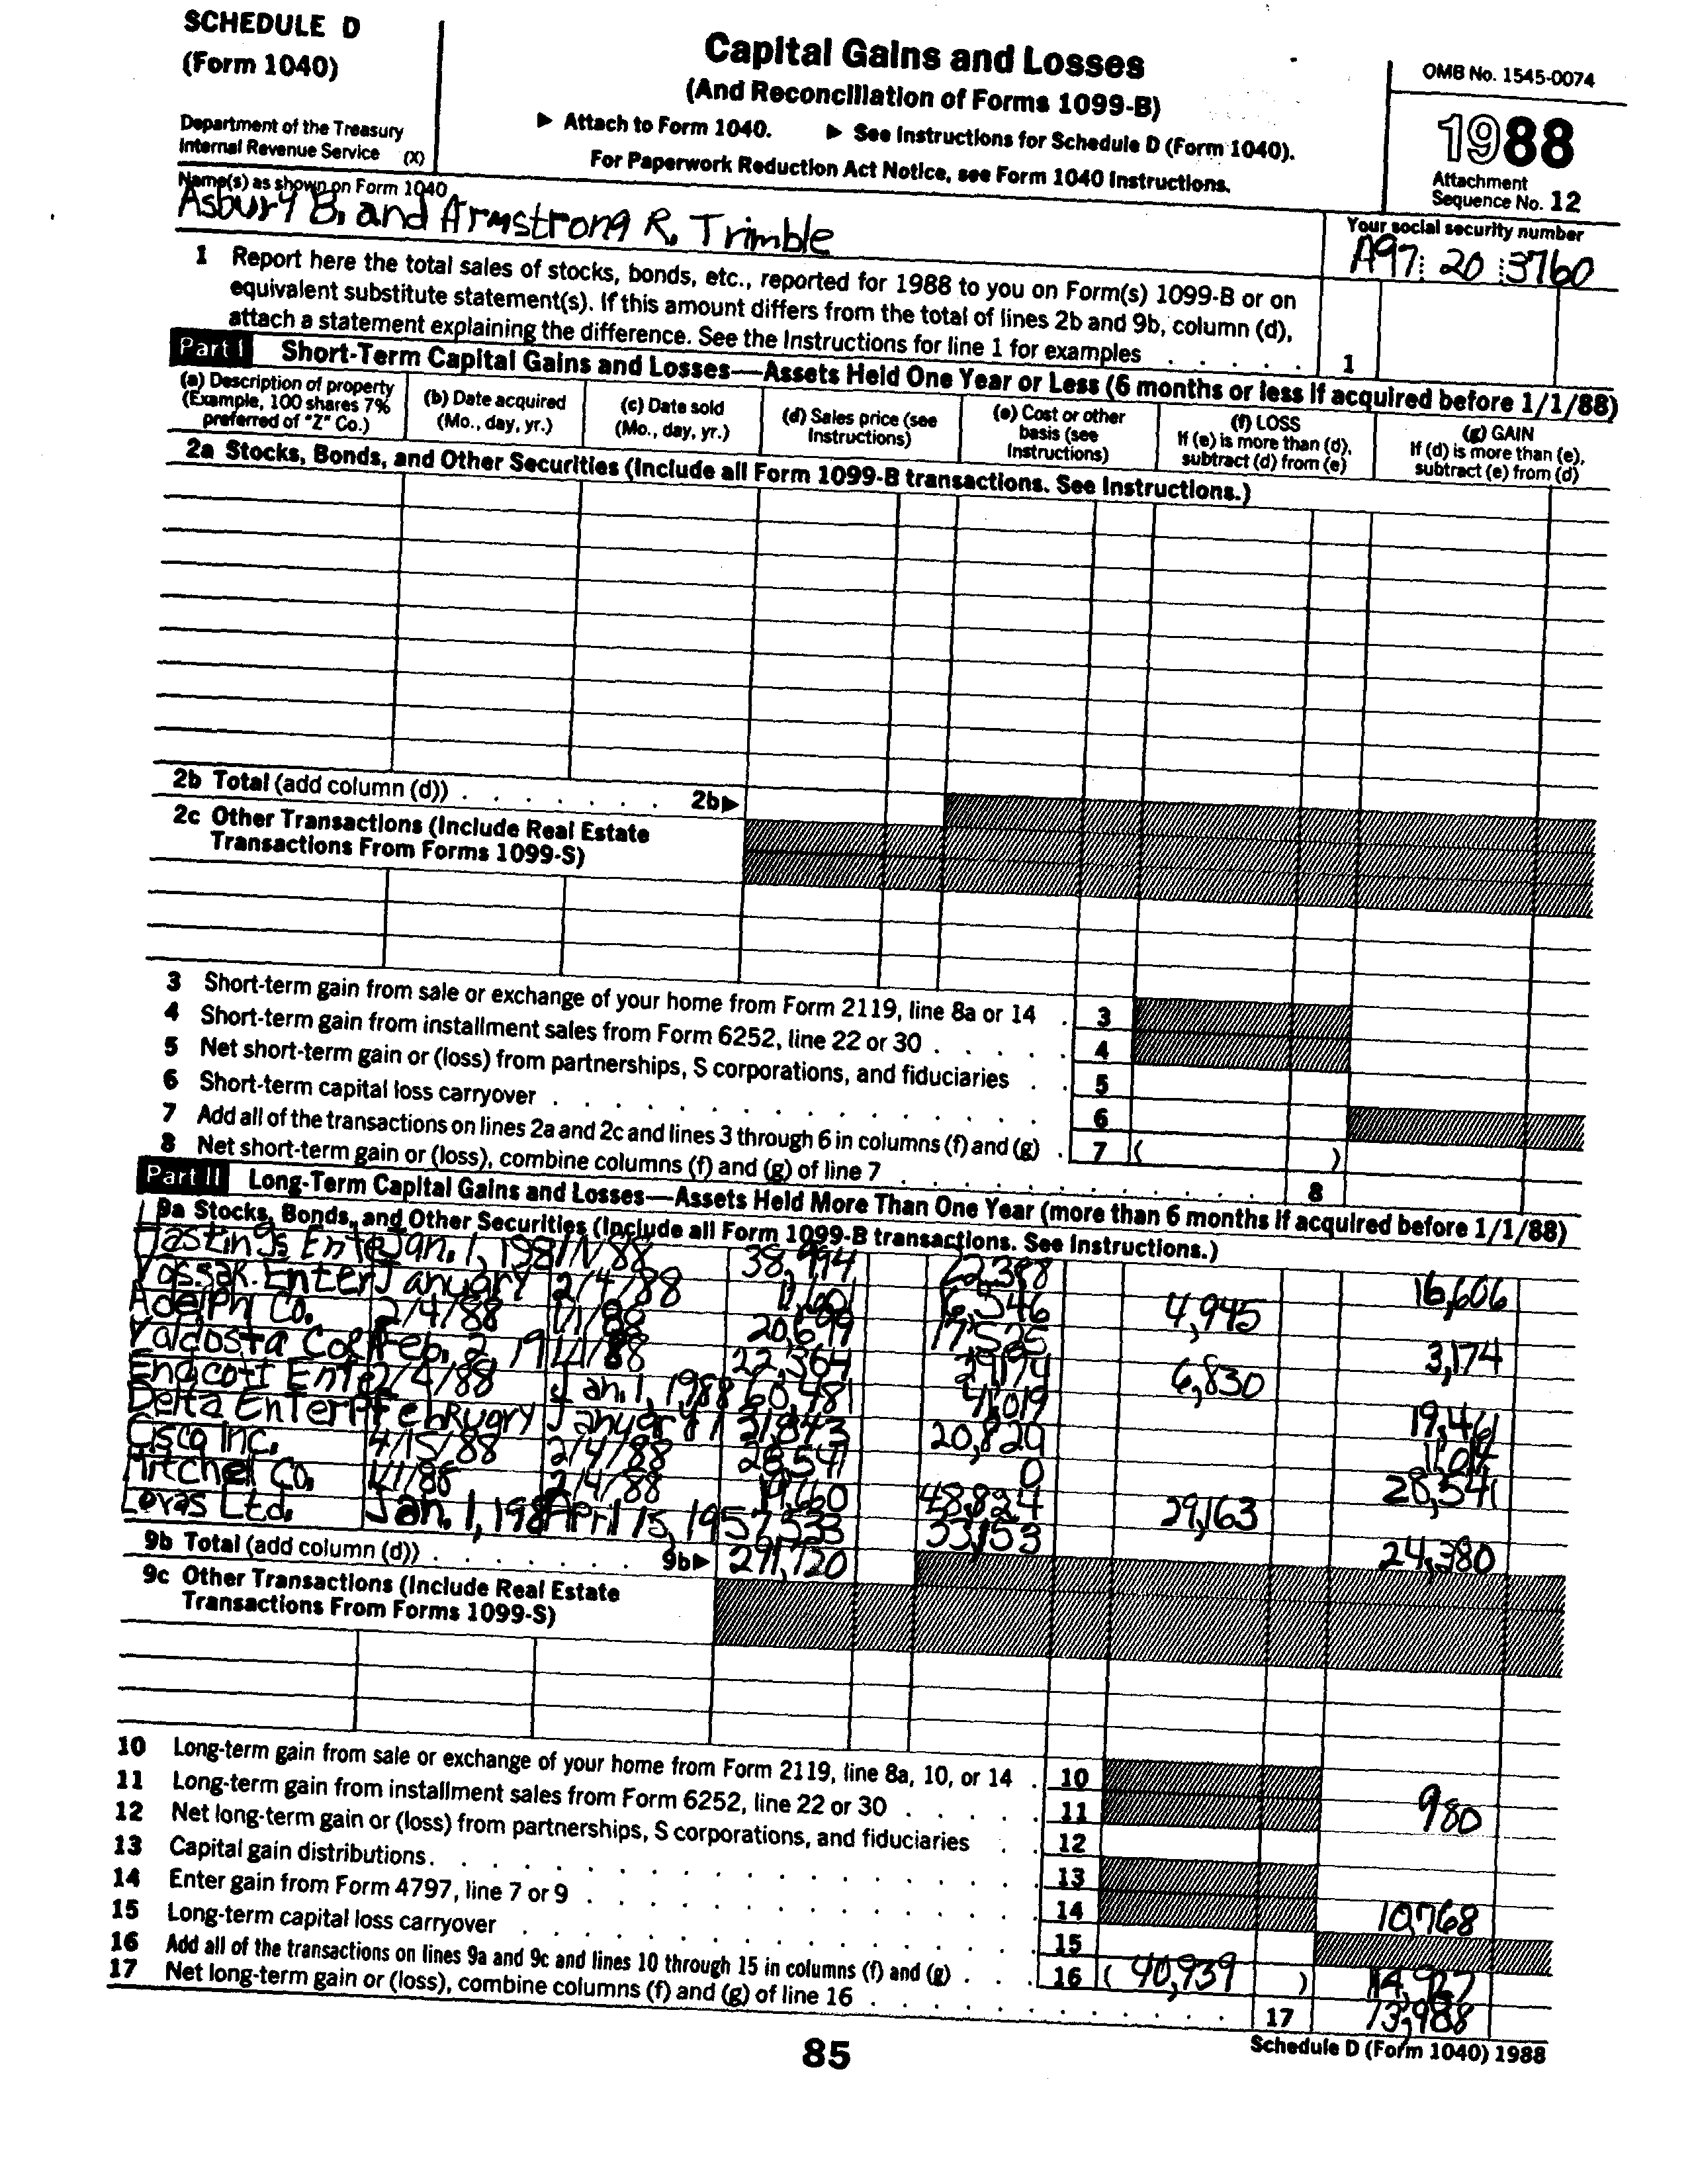 SCHEDULE D
(Form 1040)
Department of the Treasury
Internal Revenue Service (X)
Capital Gains and Losses
(And Reconciliation of Forms 1099-B)
▶ Attach to Form 1040. ▶ See Instructions for Schedule D (Form 1040).
For Paperwork Reduction Act Notice, see Form 1040 Instructions.
OMB No. 1545-0074
1988
Attachment
Sequence No. 12
Name(s) as shown on Form 1040
Asbury B. and Armstrong R. Trimble
Your social security number
A97 20 3760
1 Report here the total sales of stocks, bonds, etc., reported for 1988 to you on Form(s) 1099-B or on
equivalent substitute statement(s). If this amount differs from the total of lines 2b and 9b, column (d),
attach a statement explaining the difference. See the Instructions for line 1 for examples . . . . . 1
Part I Short-Term Capital Gains and Losses—Assets Held One Year or Less (6 months or less if acquired before 1/1/88)
(a) Description of property
(Example, 100 shares 7%
preferred of "Z" Co.)
(b) Date acquired
(Mo., day, yr.)
(c) Date sold
(Mo., day, yr.)
(d) Sales price (see
Instructions)
(e) Cost or other
basis (see
Instructions)
(f) LOSS
If (e) is more than (d),
subtract (d) from (e)
(g) GAIN
If (d) is more than (e),
subtract (e) from (d)
2a Stocks, Bonds, and Other Securities (Include all Form 1099-B transactions. See Instructions.)
2b Total (add column (d)) . . . . . . . 2b▶
2c Other Transactions (Include Real Estate
Transactions From Forms 1099-S)
3 Short-term gain from sale or exchange of your home from Form 2119, line 8a or 14 . 3
4 Short-term gain from installment sales from Form 6252, line 22 or 30 . . . . . 4
5 Net short-term gain or (loss) from partnerships, S corporations, and fiduciaries . . 5
6 Short-term capital loss carryover . . . . . . . . . . . . . . . 6
7 Add all of the transactions on lines 2a and 2c and lines 3 through 6 in columns (f) and (g) . 7 ( )
8 Net short-term gain or (loss), combine columns (f) and (g) of line 7 . . . . . . . . . . . . 8
Part II Long-Term Capital Gains and Losses—Assets Held More Than One Year (more than 6 months if acquired before 1/1/88)
9a Stocks, Bonds, and Other Securities (Include all Form 1099-B transactions. See Instructions.)
Hastings Ente Jan. 1, 198 1/1/88 38,994 22,388 16,606
Vassar Enter January 2/4/88 11,601 16,546 4,945
Adelphi Co. 2/4/88 1/1/88 20,699 17,525 3,174
Valdosta Cor Feb. 2, 19 1/1/88 22,364 29,194 6,830
Endcott Ente 2/4/88 Jan. 1, 1988 60,481 41,019 19,461
Delta Enterp February January 1 21,843 20,829 1,014
Cisco Inc. 4/15/88 2/4/88 28,541 0 28,541
Mitchell Co. 1/1/88 2/4/88 19,660 48,824 29,163
Loras Ltd. Jan. 1, 198 April 15, 19 57,533 33,153 24,380
9b Total (add column (d)) . . . . . . . 9b▶ 291,720
9c Other Transactions (Include Real Estate
Transactions From Forms 1099-S)
10 Long-term gain from sale or exchange of your home from Form 2119, line 8a, 10, or 14 . 10
11 Long-term gain from installment sales from Form 6252, line 22 or 30 . . . . . 11 980
12 Net long-term gain or (loss) from partnerships, S corporations, and fiduciaries . . 12
13 Capital gain distributions . . . . . . . . . . . . . . . 13
14 Enter gain from Form 4797, line 7 or 9 . . . . . . . . . . . . . 14 10,768
15 Long-term capital loss carryover . . . . . . . . . . . . . . . 15
16 Add all of the transactions on lines 9a and 9c and lines 10 through 15 in columns (f) and (g) . . . 16 ( 40,939 ) 114,927
17 Net long-term gain or (loss), combine columns (f) and (g) of line 16 . . . . . . . . . . . . 17 73,988
85
Schedule D (Form 1040) 1988